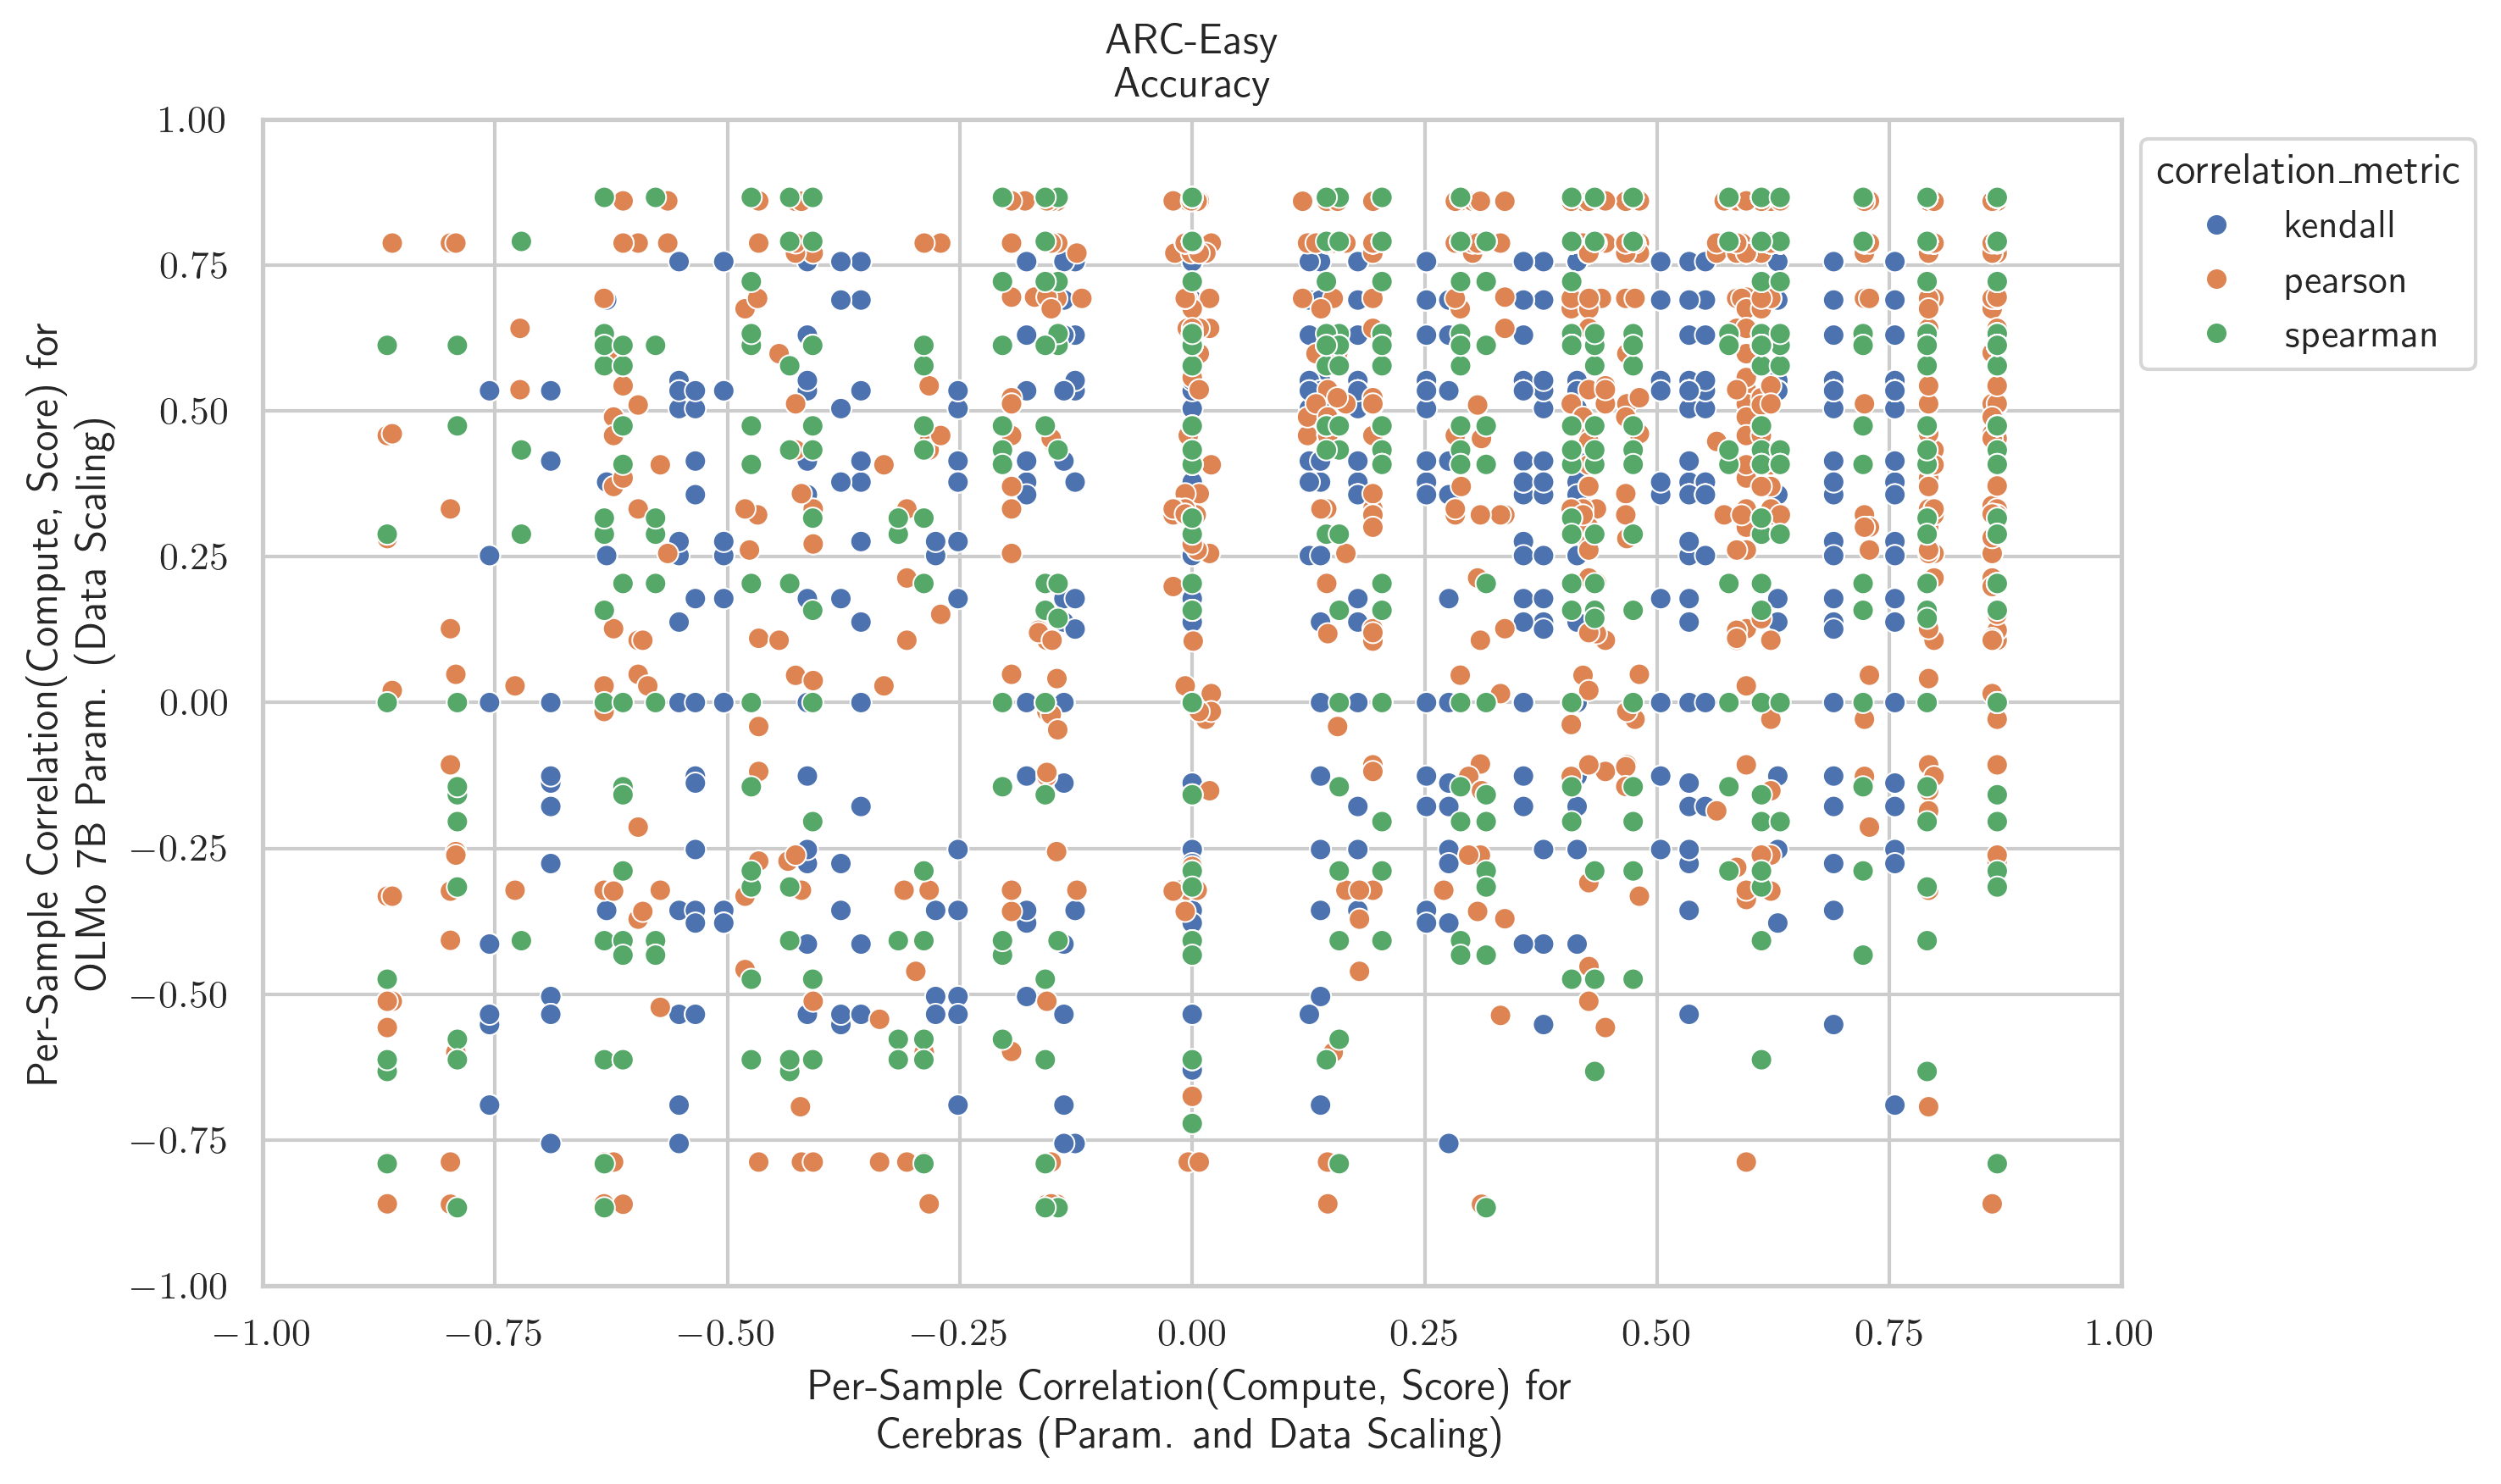 ARC-Easy
Accuracy
Per-Sample Correlation(Compute, Score) for
OLMo 7B Param. (Data Scaling)
1.00
0.75
0.50
0.25
0.00
−0.25
−0.50
−0.75
−1.00
−1.00 −0.75 −0.50 −0.25 0.00 0.25 0.50 0.75 1.00
Per-Sample Correlation(Compute, Score) for
Cerebras (Param. and Data Scaling)
correlation_metric
kendall
pearson
spearman